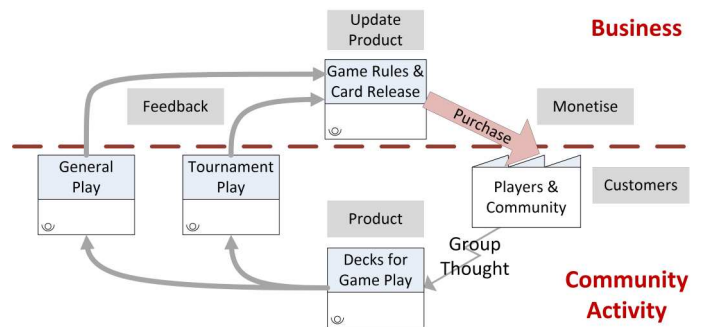 Update
Product
Business
Game Rules &
Card Release
Feedback
Purchase
Monetise
General
Play
Tournament
Play
Players &
Community
Customers
Product
Group
Thought
Decks for
Game Play
Community
Activity